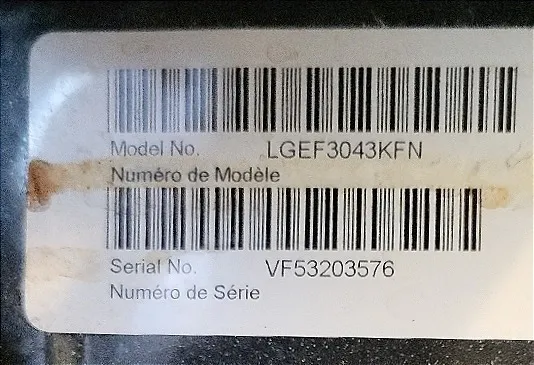 Model No. LGEF3043KFN
Numéro de Modèle
Serial No. VF53203576
Numéro de Série